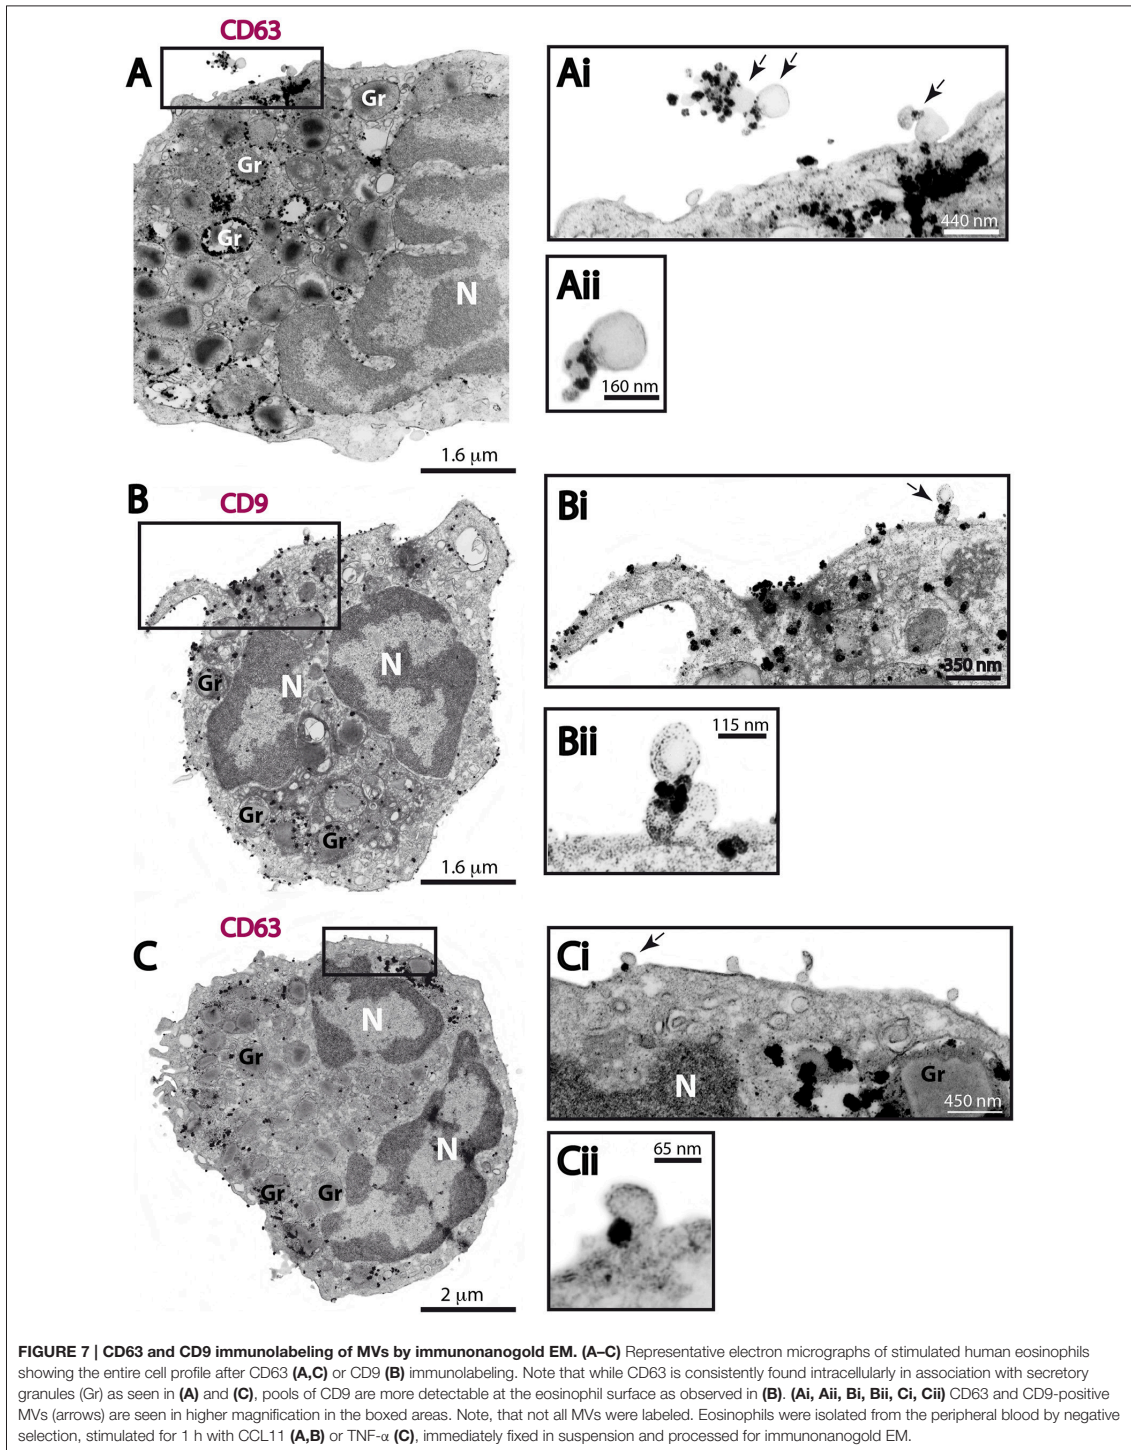 CD63
A
Gr
Gr
Gr
N
1.6 µm
Ai
440 nm
Aii
160 nm
CD9
B
N
N
Gr
Gr
Gr
1.6 µm
Bi
350 nm
Bii
115 nm
CD63
C
N
Gr
N
Gr
Gr
2 µm
Ci
N
Gr
450 nm
Cii
65 nm
FIGURE 7 | CD63 and CD9 immunolabeling of MVs by immunonanogold EM. (A–C) Representative electron micrographs of stimulated human eosinophils
showing the entire cell profile after CD63 (A,C) or CD9 (B) immunolabeling. Note that while CD63 is consistently found intracellularly in association with secretory
granules (Gr) as seen in (A) and (C), pools of CD9 are more detectable at the eosinophil surface as observed in (B). (Ai, Aii, Bi, Bii, Ci, Cii) CD63 and CD9-positive
MVs (arrows) are seen in higher magnification in the boxed areas. Note, that not all MVs were labeled. Eosinophils were isolated from the peripheral blood by negative
selection, stimulated for 1 h with CCL11 (A,B) or TNF-α (C), immediately fixed in suspension and processed for immunonanogold EM.